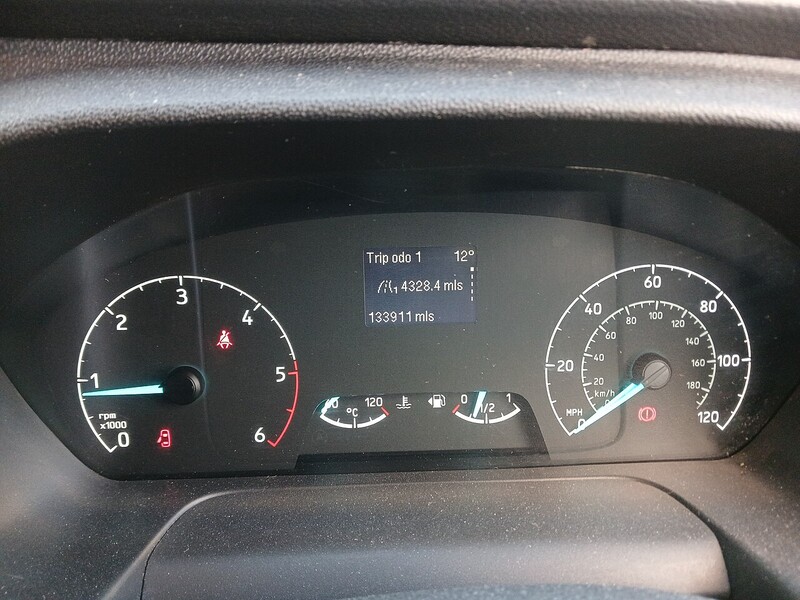 Trip odo 1 12°
1 4328.4 mls
133911 mls
0 1 2 3 4 5 6
rpm
x1000
120
°C
0 1/2 1
0 20 40 60 80 100 120
MPH
20 40 60 80 100 120 140 160 180
km/h